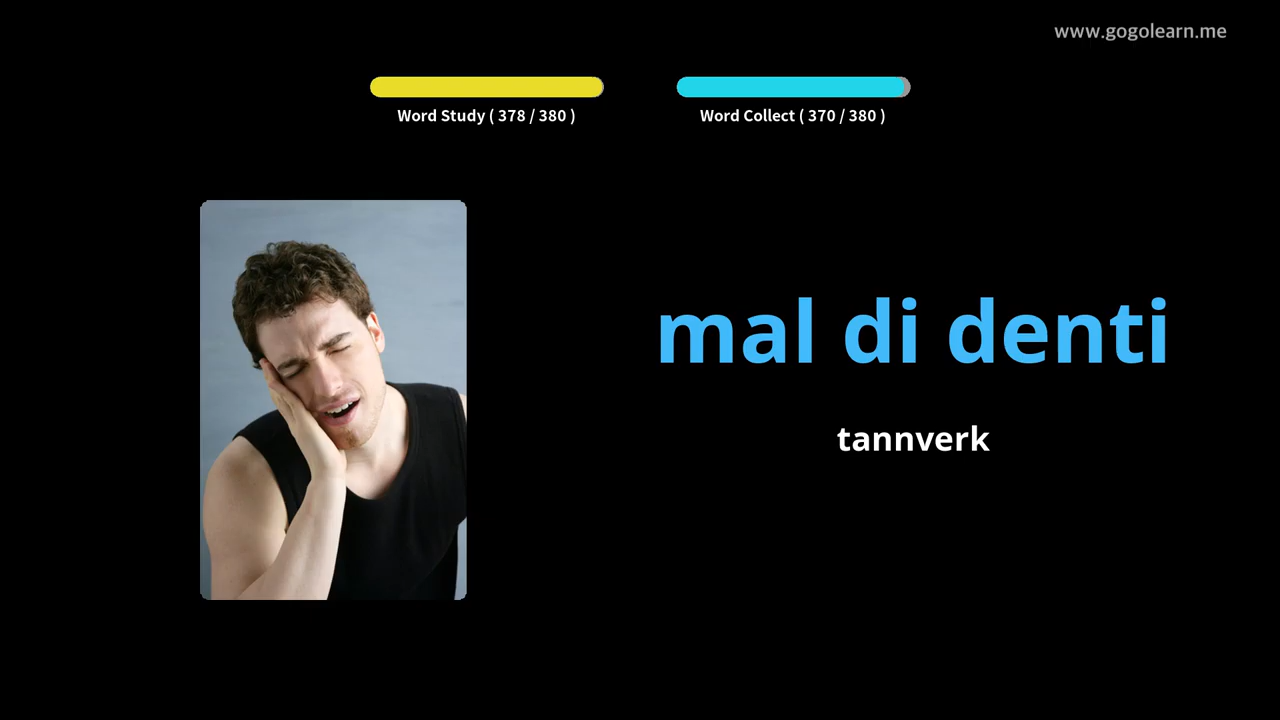 www.gogolearn.me
Word Study ( 378 / 380 )
Word Collect ( 370 / 380 )
mal di denti
tannverk